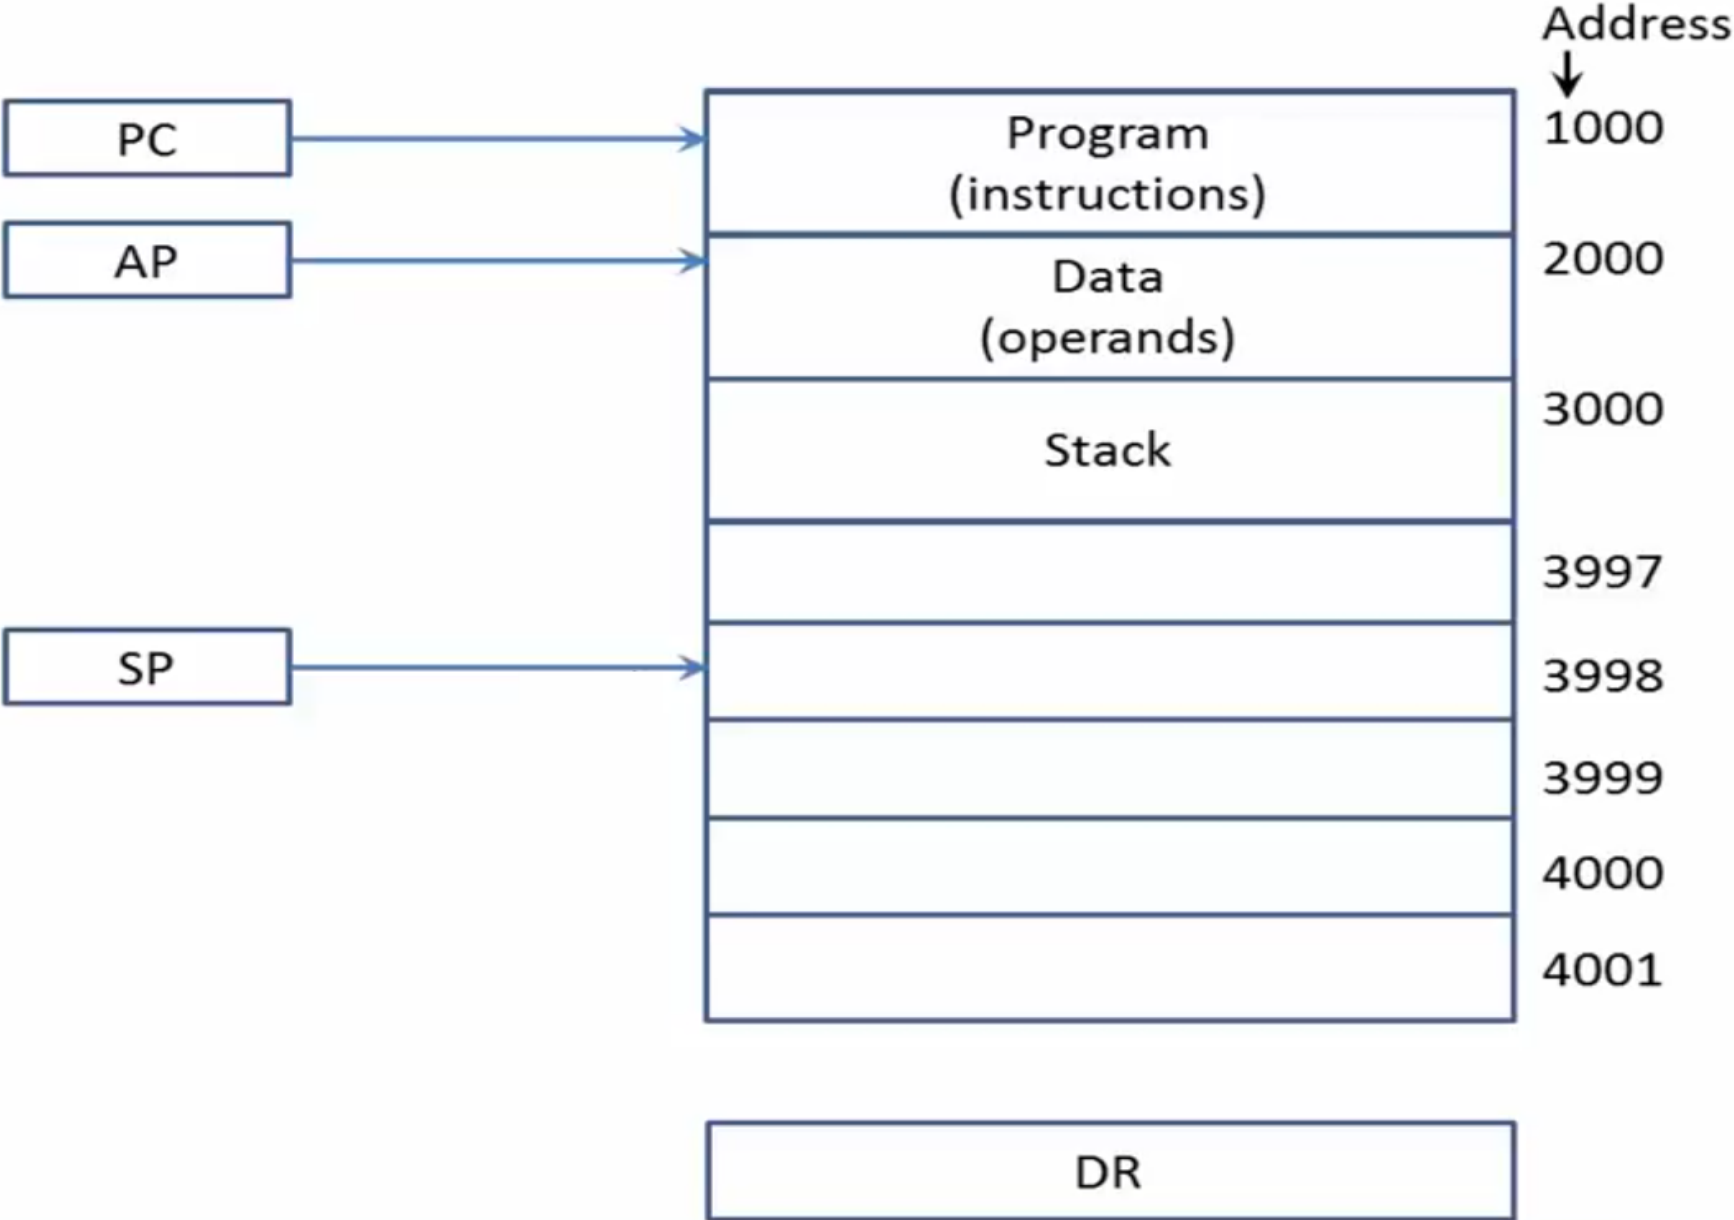 Address
PC
Program
1000
(instructions)
AP
Data
2000
(operands)
Stack
3000
3997
SP
3998
3999
4000
4001
DR